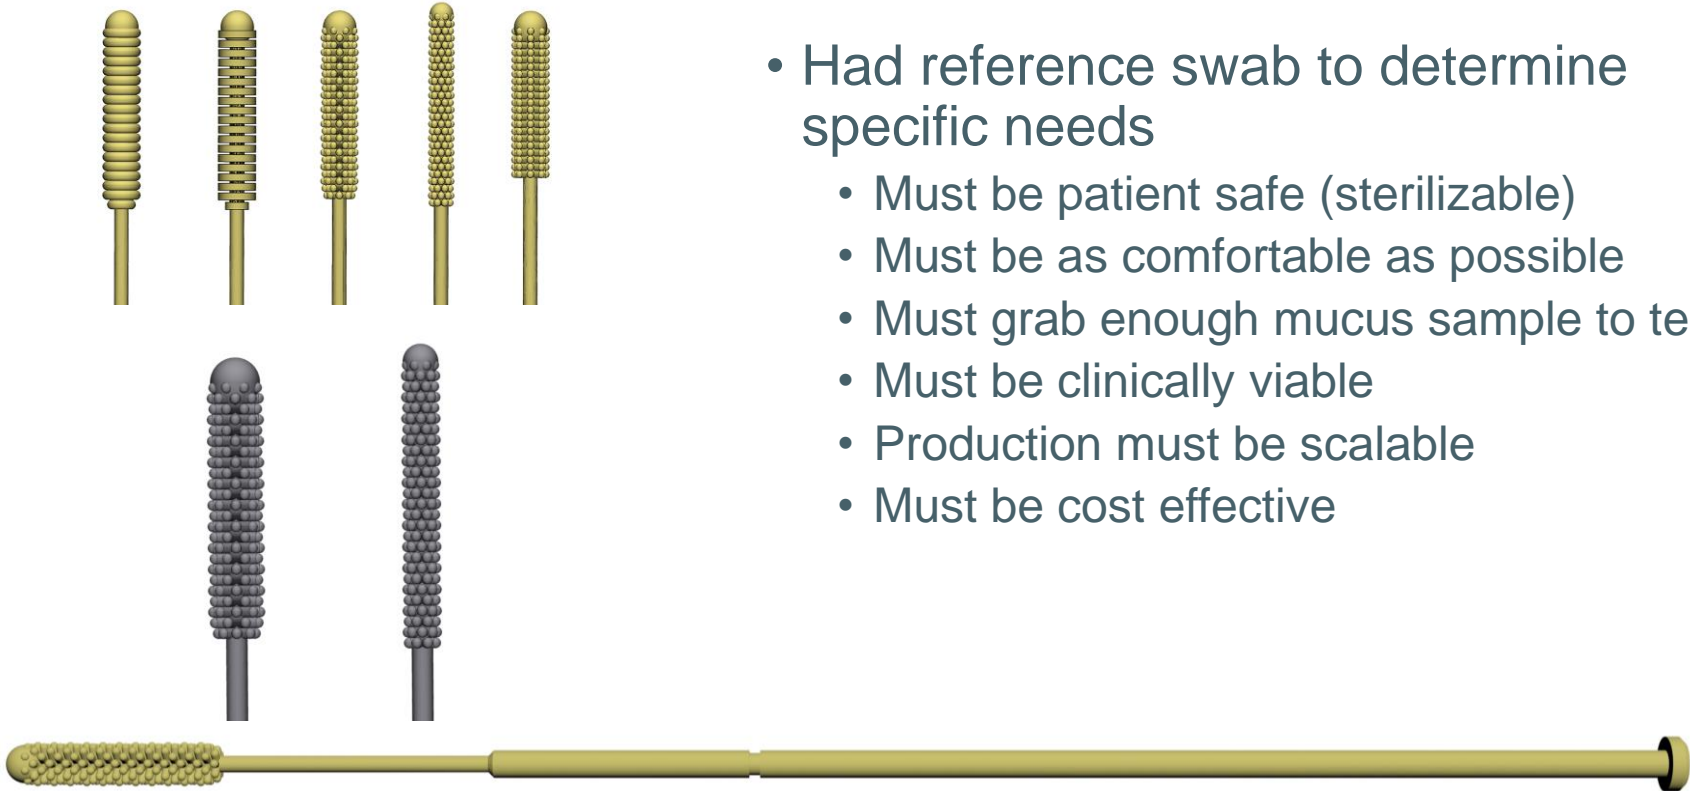 • Had reference swab to determine
specific needs
• Must be patient safe (sterilizable)
• Must be as comfortable as possible
• Must grab enough mucus sample to te
• Must be clinically viable
• Production must be scalable
• Must be cost effective